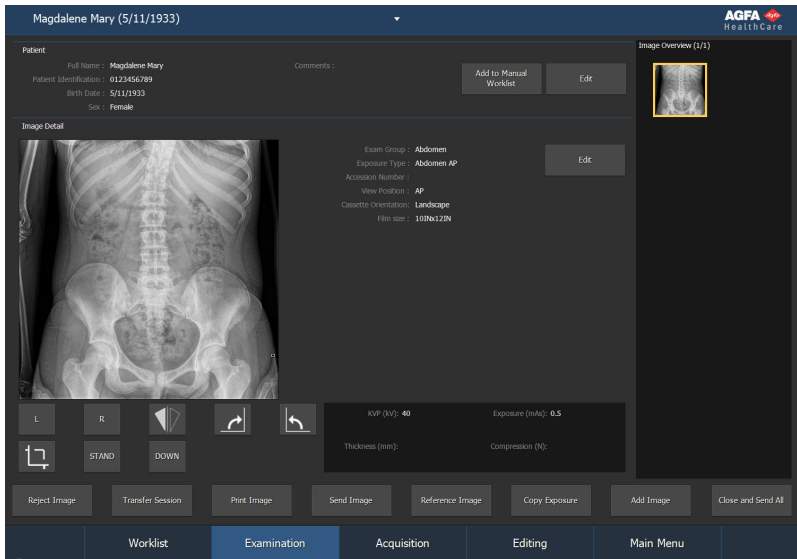 Magdalene Mary (5/11/1933)
AGFA
Agfa
HealthCare
Patient
Full Name : Magdalene Mary
Patient Identification : 0123456789
Birth Date : 5/11/1933
Sex : Female
Comments :
Add to Manual
Worklist
Edit
Image Overview (1/1)
Image Detail
Exam Group : Abdomen
Exposure Type : Abdomen AP
Accession Number :
View Position : AP
Cassette Orientation: Landscape
Film size : 10INx12IN
Edit
L
R
STAND
DOWN
KVP (kV): 40
Exposure (mAs): 0.5
Thickness (mm):
Compression (N):
Reject Image
Transfer Session
Print Image
Send Image
Reference Image
Copy Exposure
Add Image
Close and Send All
Worklist
Examination
Acquisition
Editing
Main Menu